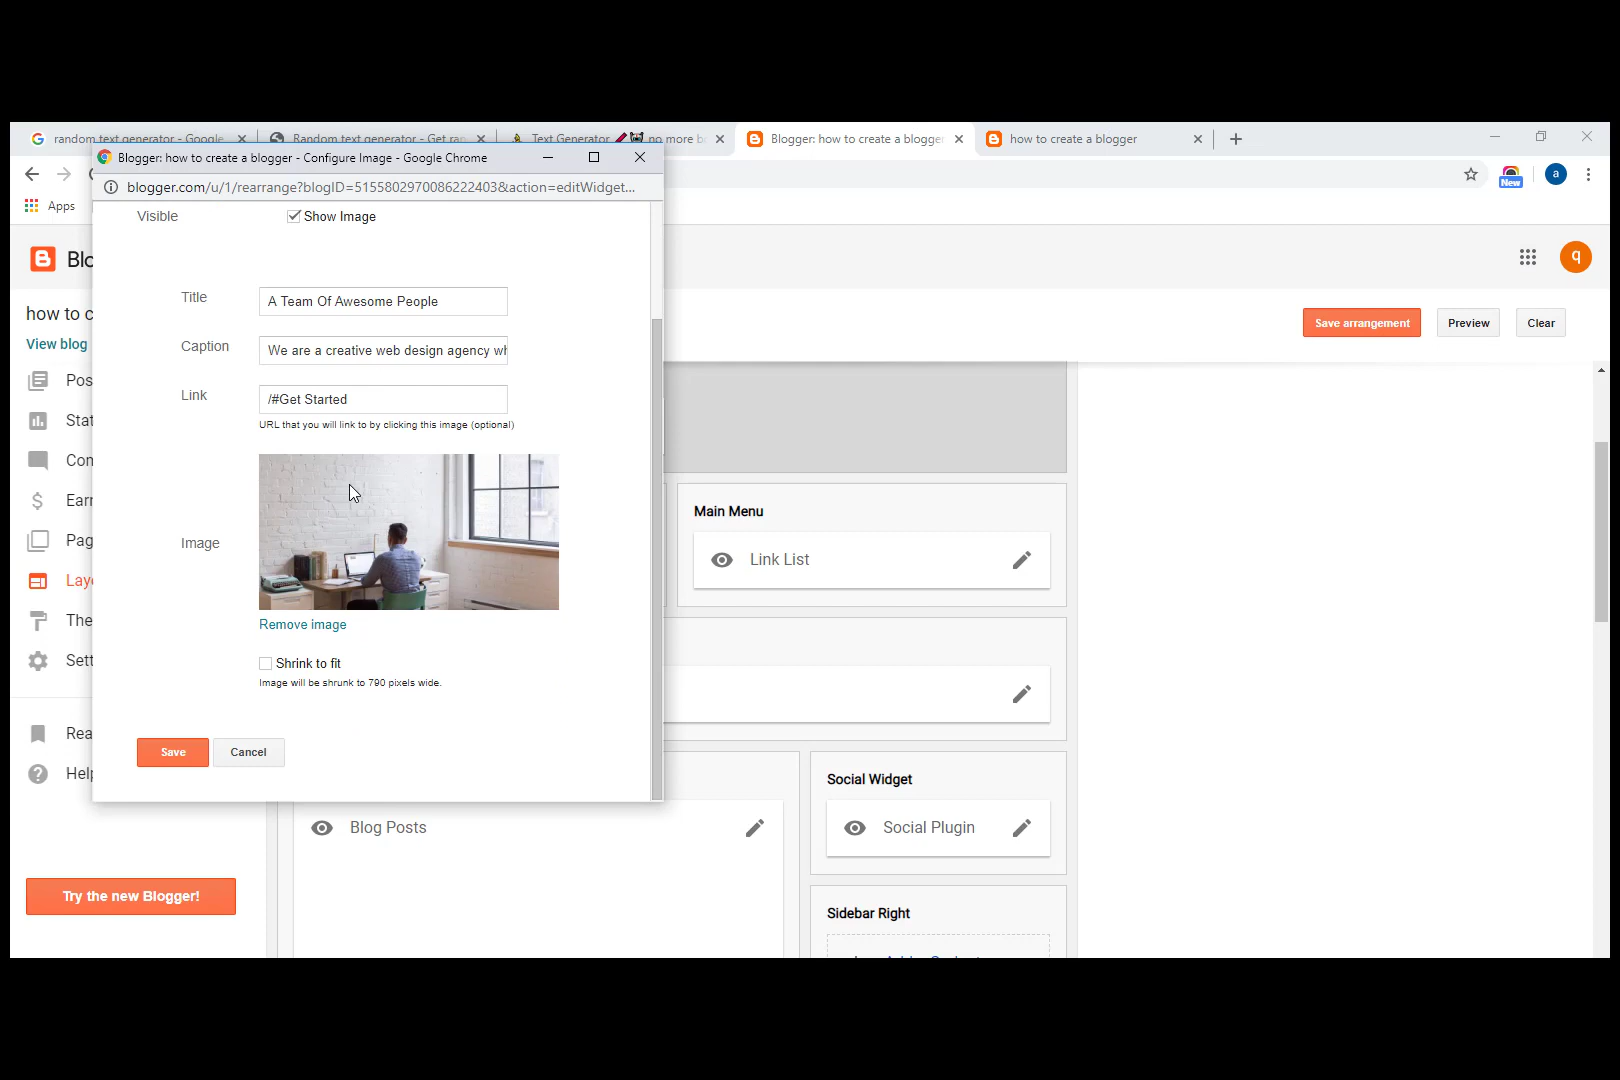 random text generator - Google
Random text generator - Get ran
Text Generator
no more b
Blogger: how to create a blogger
how to create a blogger
Blogger: how to create a blogger - Configure Image - Google Chrome
blogger.com/u/1/rearrange?blogID=5155802970086222403&action=editWidget...
New
a
Apps
Visible
Show Image
Blo
q
Title
A Team Of Awesome People
how to c
Save arrangement
Preview
Clear
View blog
Caption
We are a creative web design agency wh
Pos
Link
/#Get Started
URL that you will link to by clicking this image (optional)
Stat
Com
Earn
Pag
Layo
The
Sett
Image
Main Menu
Link List
Remove image
Shrink to fit
Image will be shrunk to 790 pixels wide.
Rea
Help
Save
Cancel
Social Widget
Blog Posts
Social Plugin
Try the new Blogger!
Sidebar Right